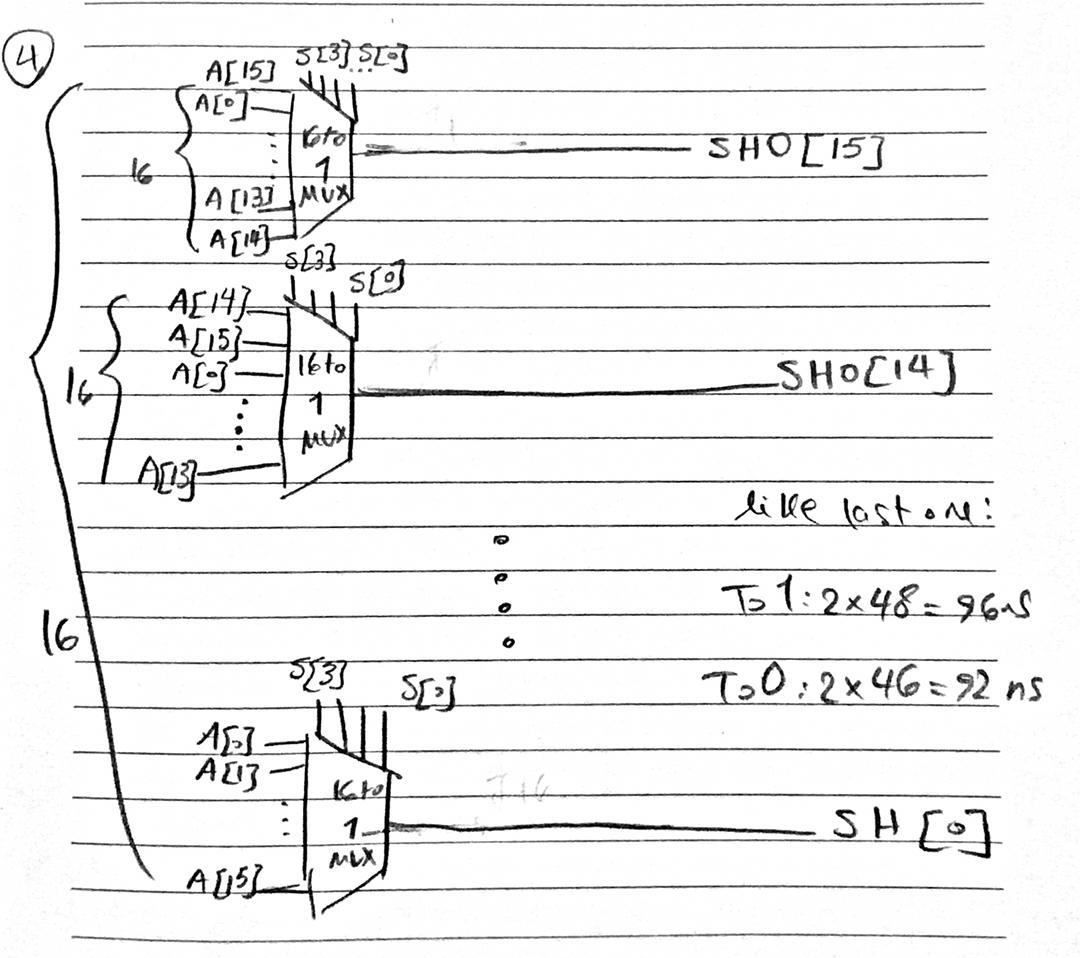 4
S[3] ... S[0]
A[15]
A[0]
16
16 to
1
MUX
SHO[15]
A[13]
A[14]
S[3]
S[0]
A[14]
A[15]
A[0]
16
16 to
1
MUX
SHO[14]
A[13]
like last one:
To 1: 2×48=96ns
16
To 0: 2×46=92 ns
S[3]
S[0]
A[0]
A[1]
16 to
1
MUX
SH[0]
A[15]